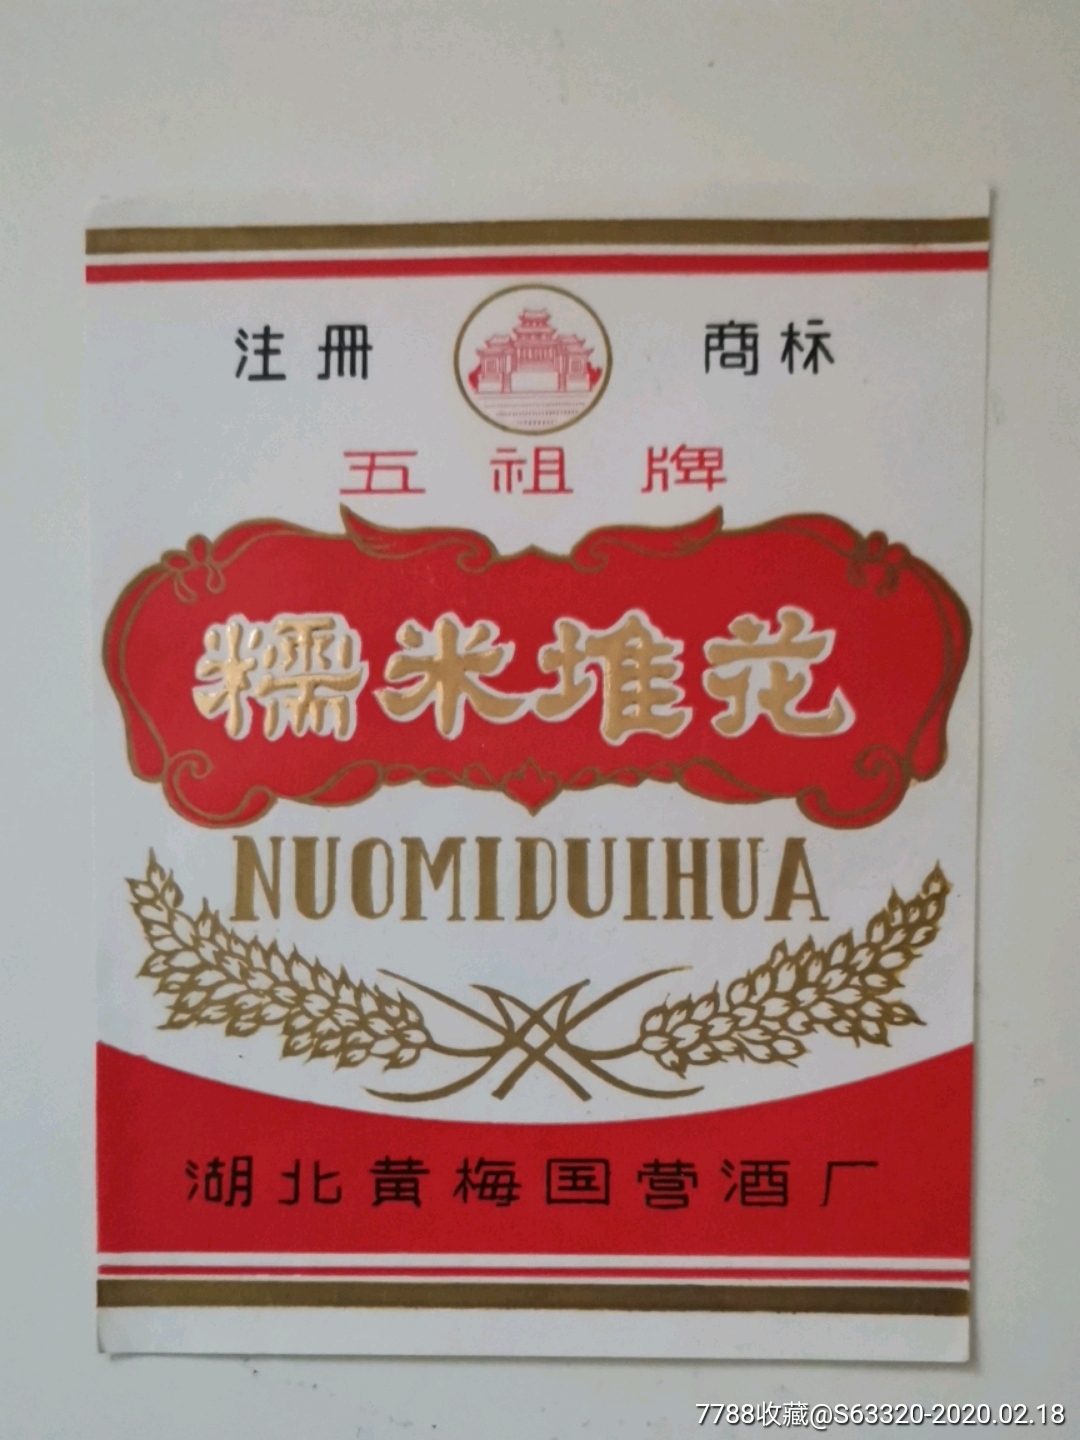 注册 商标
五祖牌
糯米堆花
NUOMIDUIHUA
湖北黄梅国营酒厂
7788收藏@S63320-2020.02.18